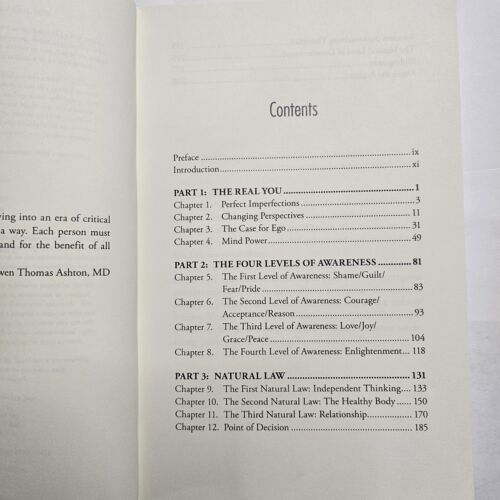 ving into an era of critical
a way. Each person must
and for the benefit of all
wen Thomas Ashton, MD
Contents
Preface ........ ix
Introduction........ xi
PART 1: THE REAL YOU ........ 1
Chapter 1. Perfect Imperfections ........ 3
Chapter 2. Changing Perspectives ........ 11
Chapter 3. The Case for Ego ........ 31
Chapter 4. Mind Power........ 49
PART 2: THE FOUR LEVELS OF AWARENESS ........ 81
Chapter 5. The First Level of Awareness: Shame/Guilt/
Fear/Pride ........ 83
Chapter 6. The Second Level of Awareness: Courage/
Acceptance/Reason ........ 93
Chapter 7. The Third Level of Awareness: Love/Joy/
Grace/Peace ........ 104
Chapter 8. The Fourth Level of Awareness: Enlightenment... 118
PART 3: NATURAL LAW ........ 131
Chapter 9. The First Natural Law: Independent Thinking.... 133
Chapter 10. The Second Natural Law: The Healthy Body ...... 150
Chapter 11. The Third Natural Law: Relationship........ 170
Chapter 12. Point of Decision ........ 185